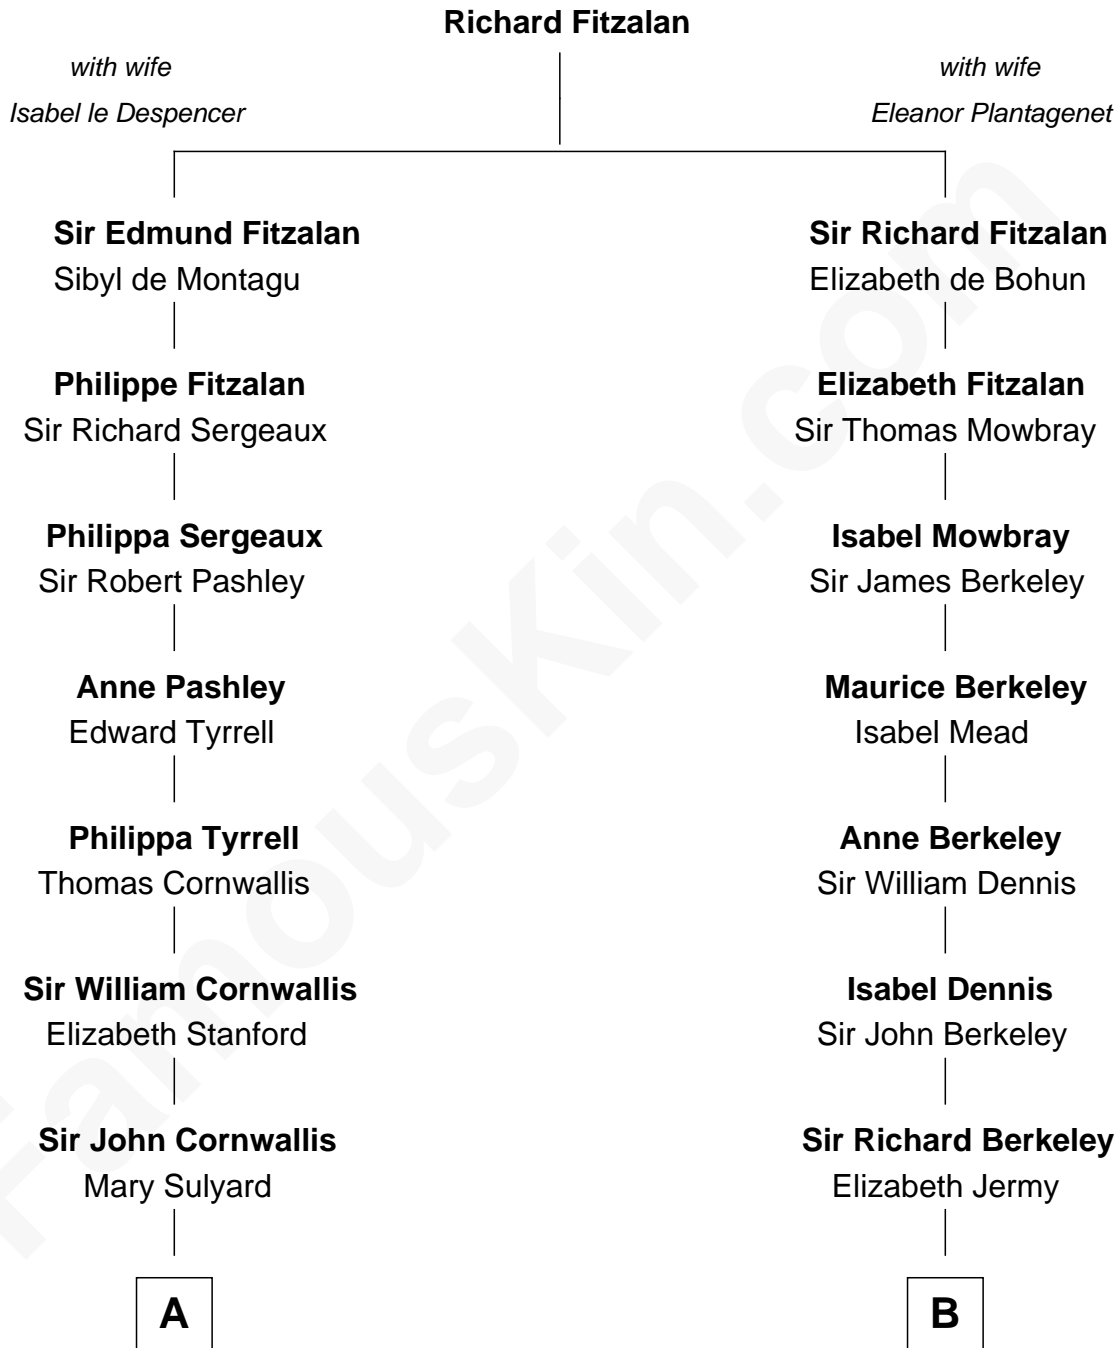 Richard Fitzalan
with wife
Isabel le Despencer
with wife
Eleanor Plantagenet
Sir Edmund Fitzalan
Sibyl de Montagu
Sir Richard Fitzalan
Elizabeth de Bohun
Philippe Fitzalan
Sir Richard Sergeaux
Elizabeth Fitzalan
Sir Thomas Mowbray
Philippa Sergeaux
Sir Robert Pashley
Isabel Mowbray
Sir James Berkeley
Anne Pashley
Edward Tyrrell
Maurice Berkeley
Isabel Mead
Philippa Tyrrell
Thomas Cornwallis
Anne Berkeley
Sir William Dennis
Sir William Cornwallis
Elizabeth Stanford
Isabel Dennis
Sir John Berkeley
Sir John Cornwallis
Mary Sulyard
Sir Richard Berkeley
Elizabeth Jermy
A
B
FamousKin.com